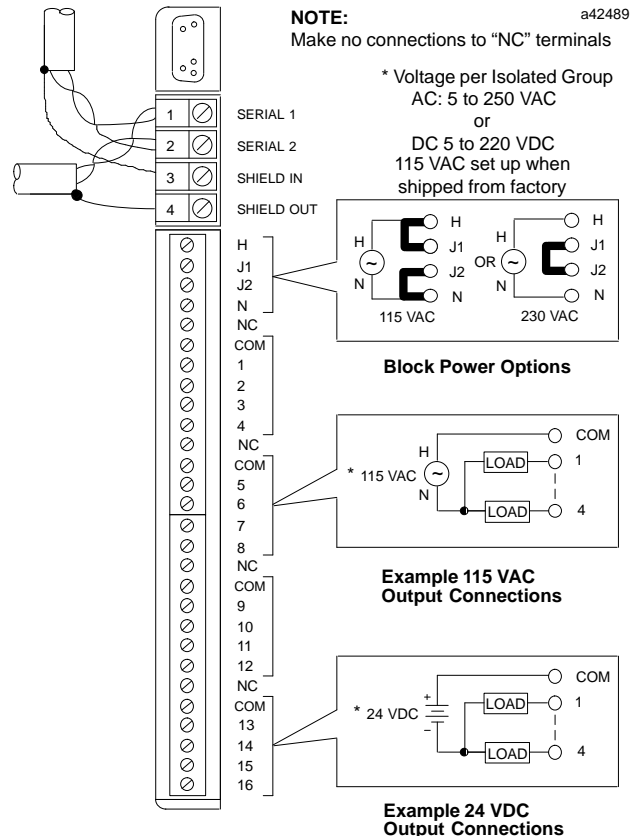 NOTE:
a42489
Make no connections to “NC” terminals
* Voltage per Isolated Group
AC: 5 to 250 VAC
or
DC 5 to 220 VDC
115 VAC set up when
shipped from factory
1
SERIAL 1
2
SERIAL 2
3
SHIELD IN
4
SHIELD OUT
H
J1
J2
N
NC
COM
1
2
3
4
NC
COM
5
6
7
8
NC
COM
9
10
11
12
NC
COM
13
14
15
16
H
N
~
H
J1
J2
N
115 VAC
OR
H
N
~
H
J1
J2
N
230 VAC
Block Power Options
* 115 VAC
H
N
~
COM
LOAD
1
LOAD
4
Example 115 VAC
Output Connections
* 24 VDC
+
−
COM
LOAD
1
LOAD
4
Example 24 VDC
Output Connections